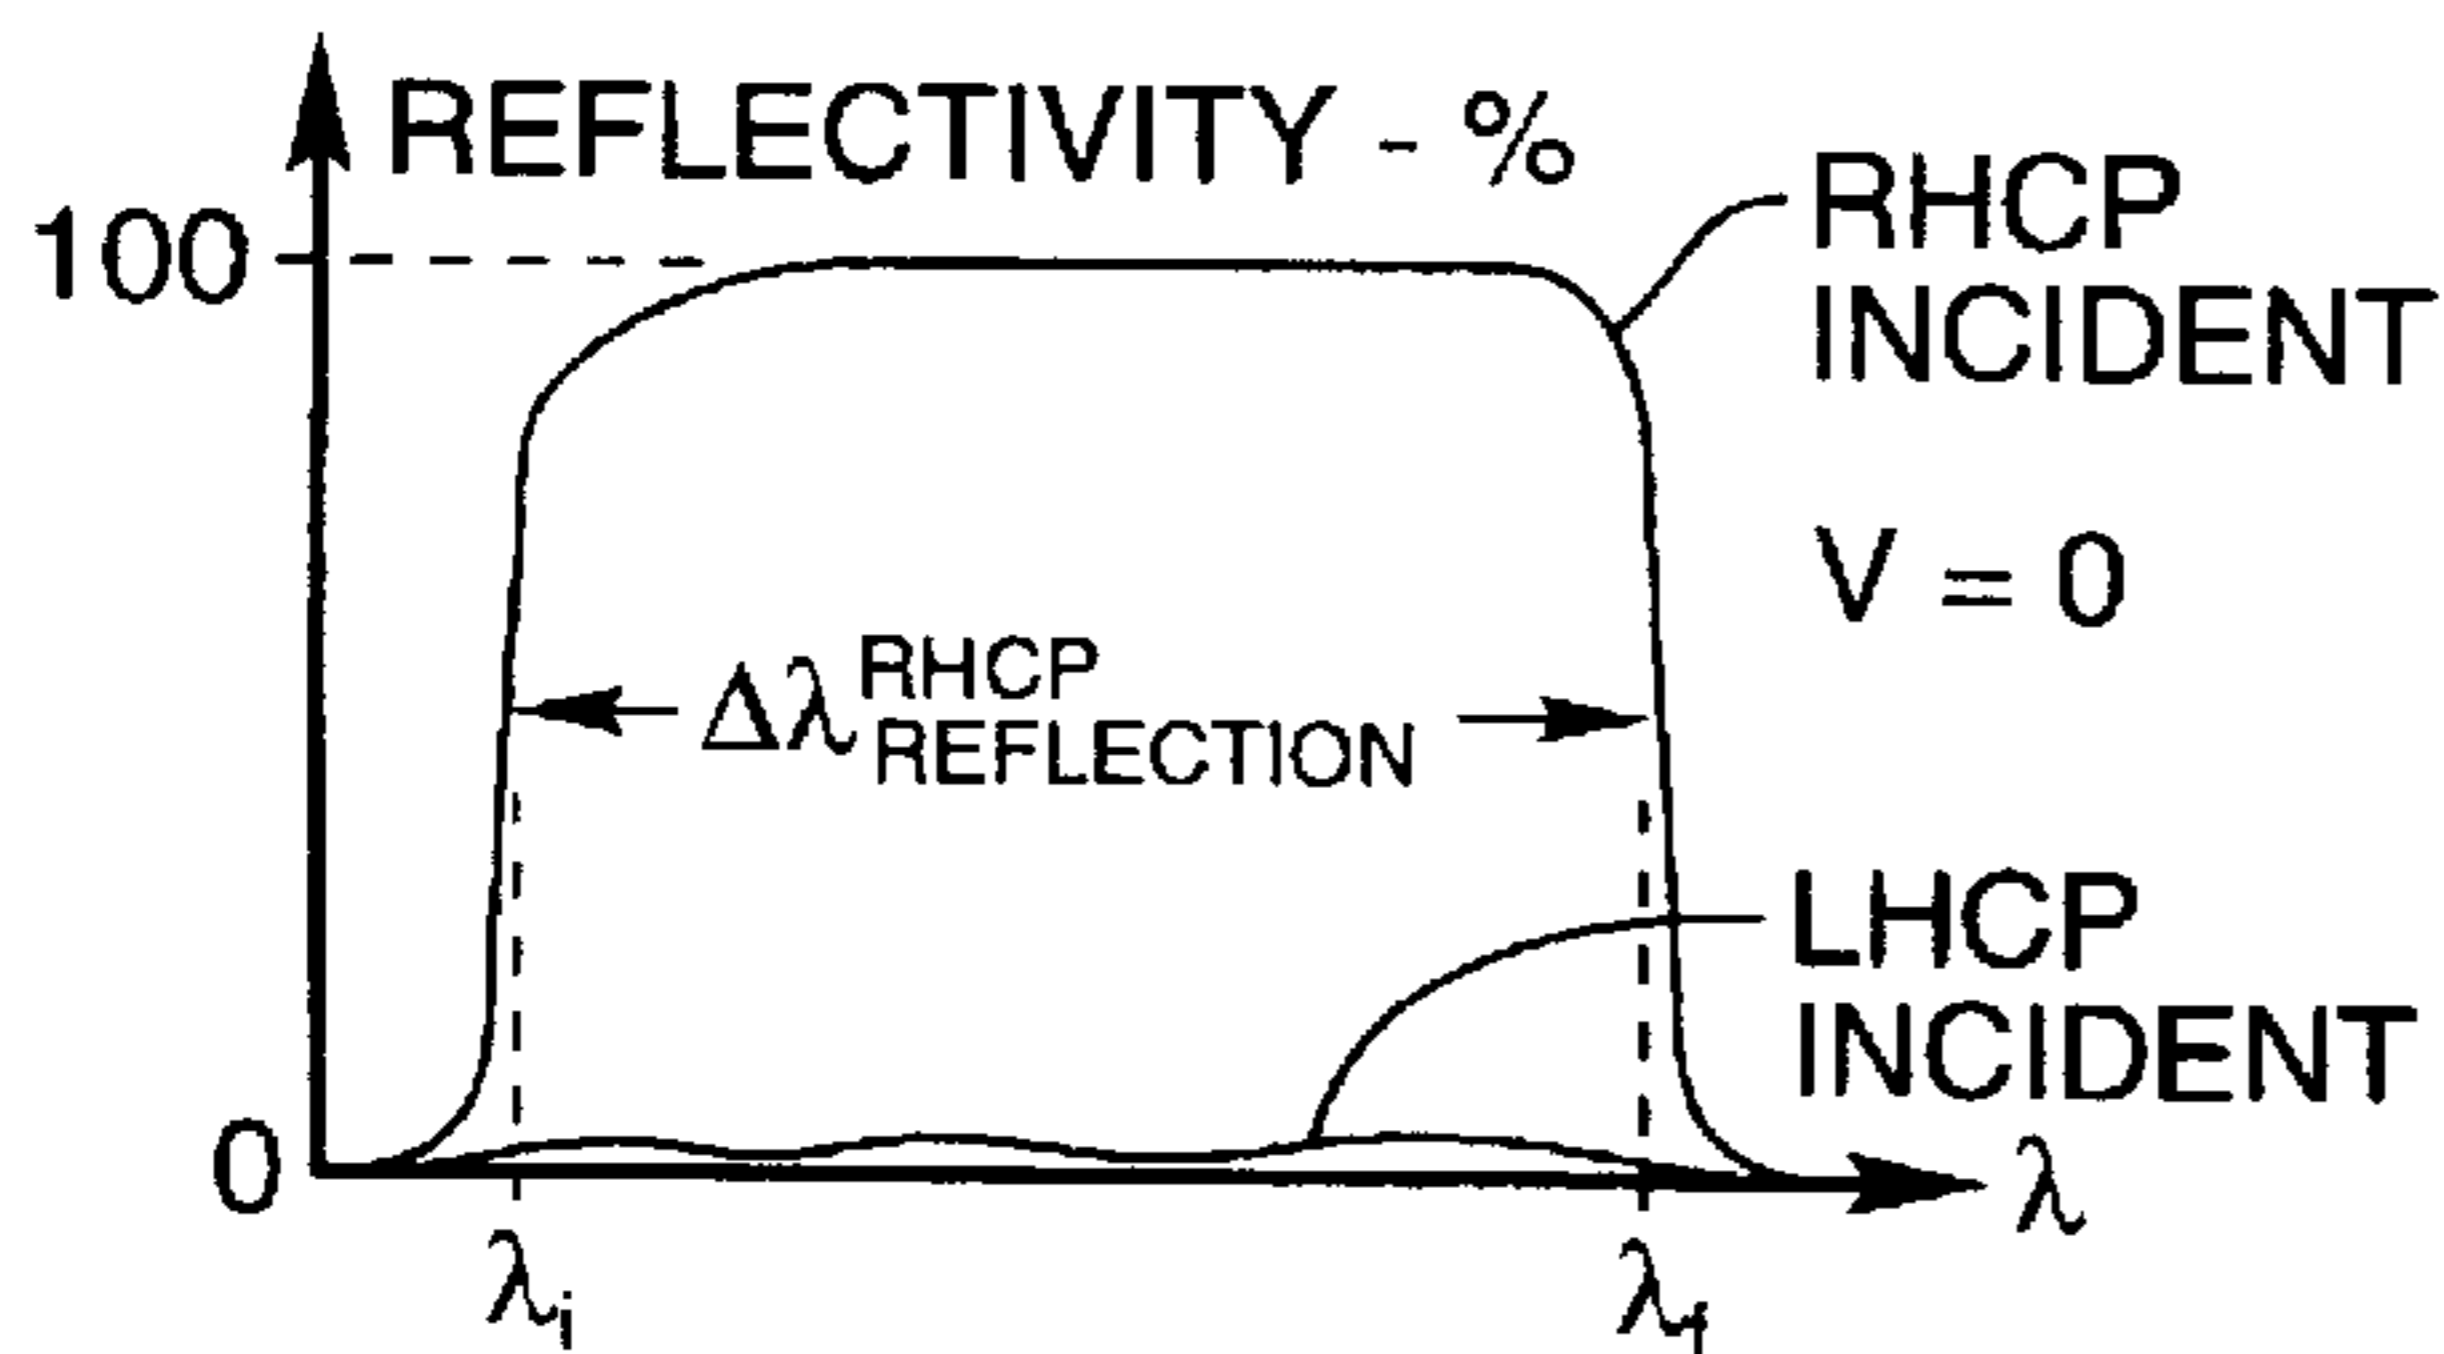 REFLECTIVITY - %
100
RHCP
INCIDENT
V = 0
Δλ RHCP
REFLECTION
LHCP
INCIDENT
0
λ
λi
λf